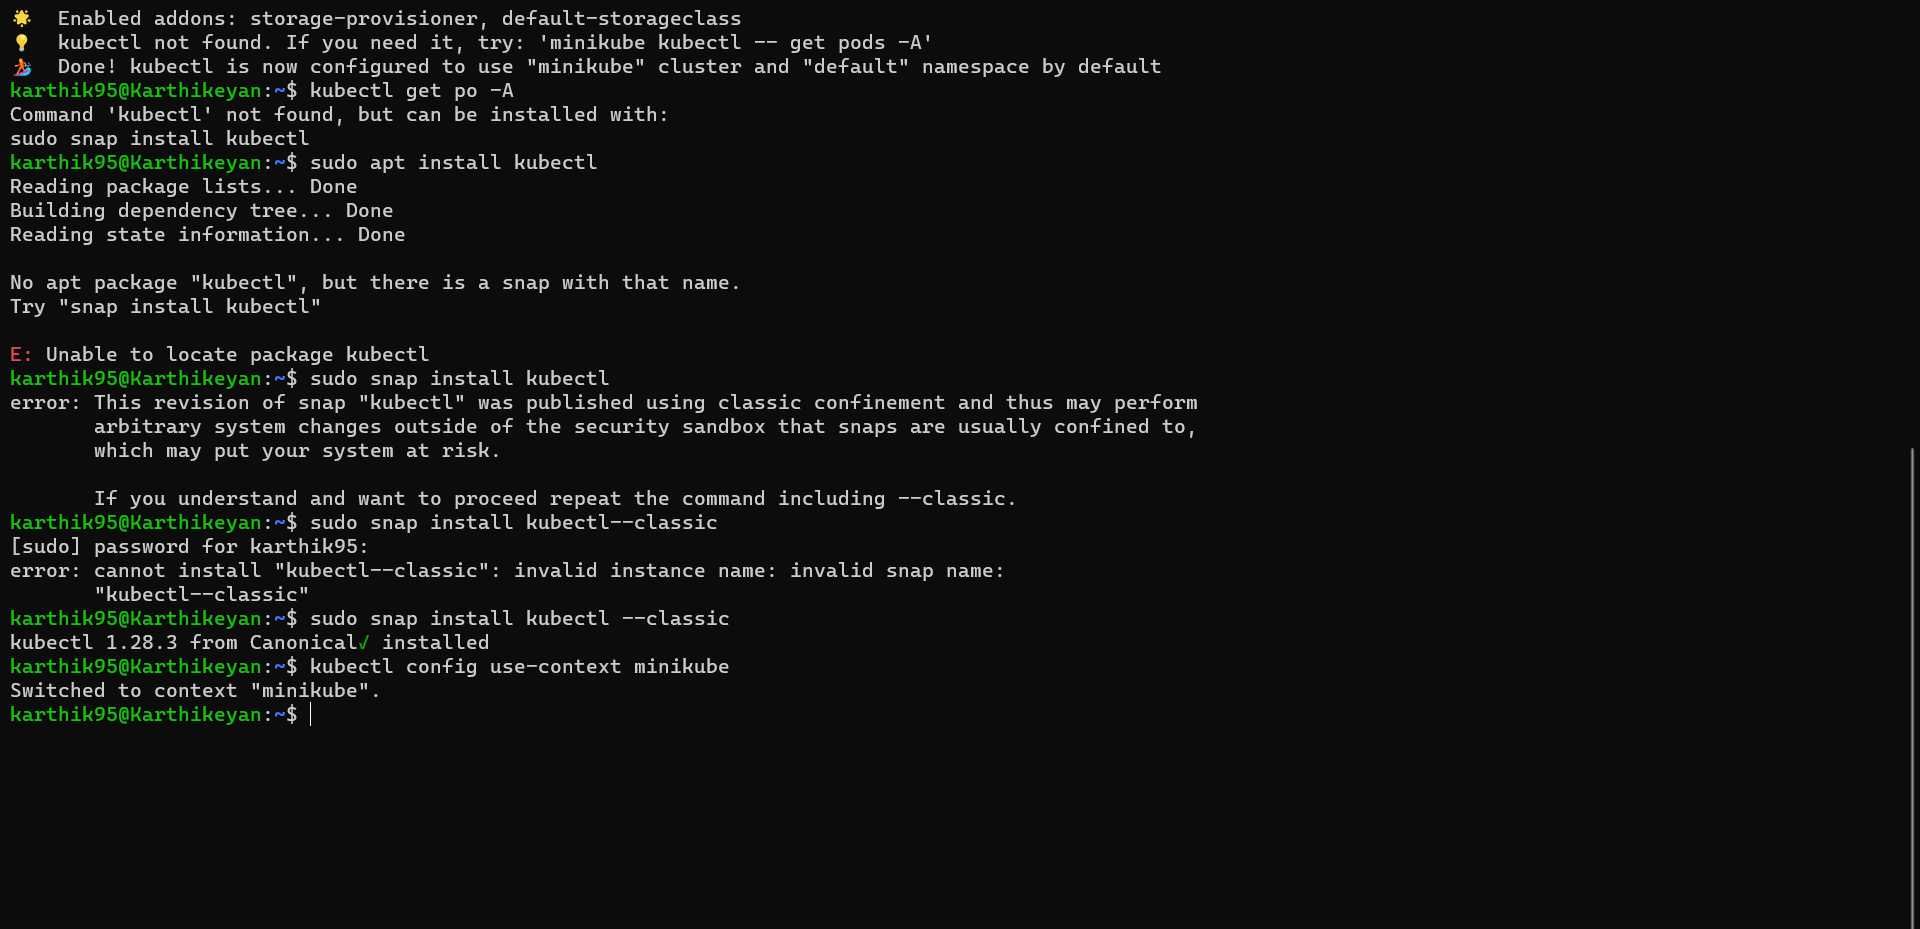 🌟  Enabled addons: storage-provisioner, default-storageclass
💡  kubectl not found. If you need it, try: 'minikube kubectl -- get pods -A'
🏄  Done! kubectl is now configured to use "minikube" cluster and "default" namespace by default
karthik95@Karthikeyan:~$ kubectl get po -A
Command 'kubectl' not found, but can be installed with:
sudo snap install kubectl
karthik95@Karthikeyan:~$ sudo apt install kubectl
Reading package lists... Done
Building dependency tree... Done
Reading state information... Done
No apt package "kubectl", but there is a snap with that name.
Try "snap install kubectl"
E: Unable to locate package kubectl
karthik95@Karthikeyan:~$ sudo snap install kubectl
error: This revision of snap "kubectl" was published using classic confinement and thus may perform
       arbitrary system changes outside of the security sandbox that snaps are usually confined to,
       which may put your system at risk.
       If you understand and want to proceed repeat the command including --classic.
karthik95@Karthikeyan:~$ sudo snap install kubectl--classic
[sudo] password for karthik95:
error: cannot install "kubectl--classic": invalid instance name: invalid snap name:
       "kubectl--classic"
karthik95@Karthikeyan:~$ sudo snap install kubectl --classic
kubectl 1.28.3 from Canonical✓ installed
karthik95@Karthikeyan:~$ kubectl config use-context minikube
Switched to context "minikube".
karthik95@Karthikeyan:~$